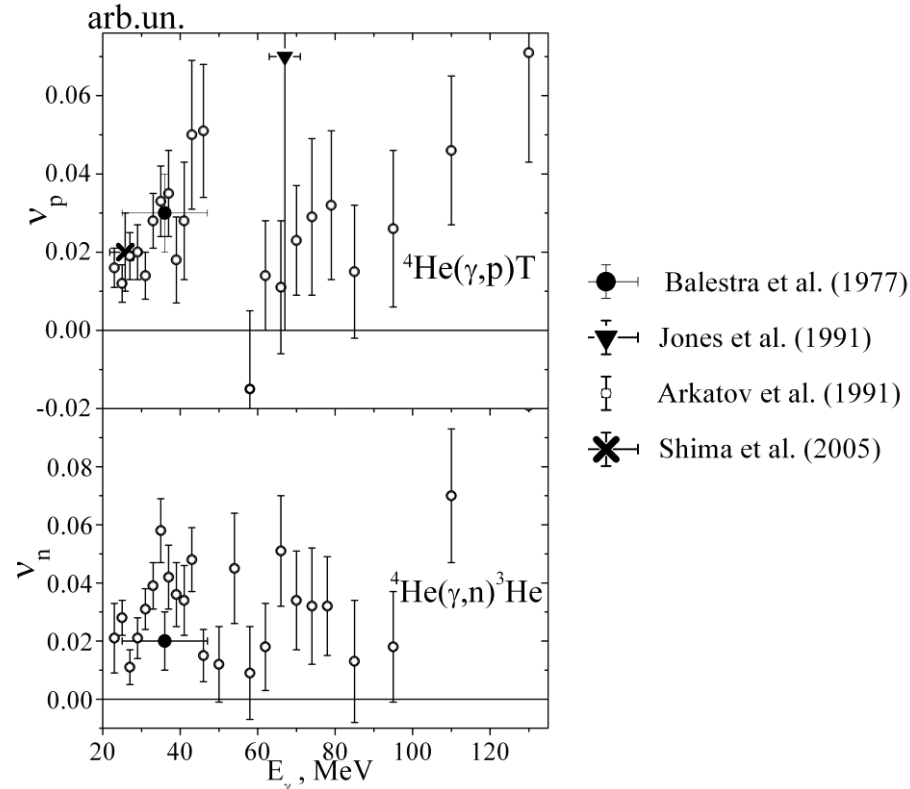 arb.un.
0.06
0.04
0.02
0.00
-0.02
ν_p
⁴He(γ,p)T
0.08
0.06
0.04
0.02
0.00
ν_n
⁴He(γ,n)³He
20 40 60 80 100 120
E_γ, MeV
Balestra et al. (1977)
Jones et al. (1991)
Arkatov et al. (1991)
Shima et al. (2005)